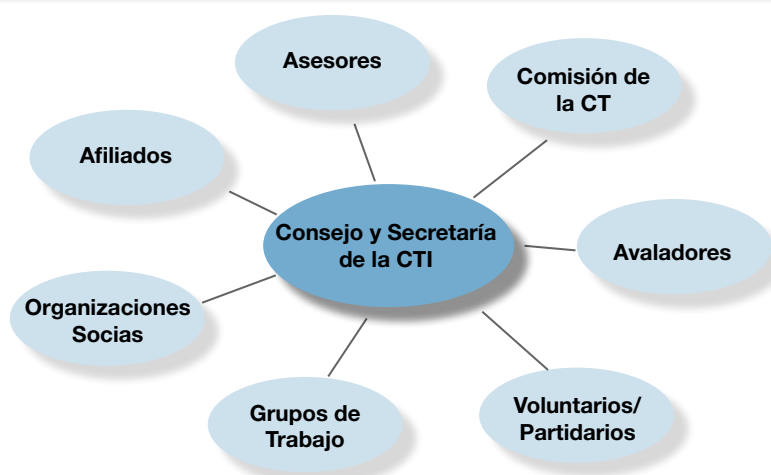 Asesores
Comisión de
la CT
Afiliados
Consejo y Secretaría
de la CTI
Avaladores
Organizaciones
Socias
Grupos de
Trabajo
Voluntarios/
Partidarios